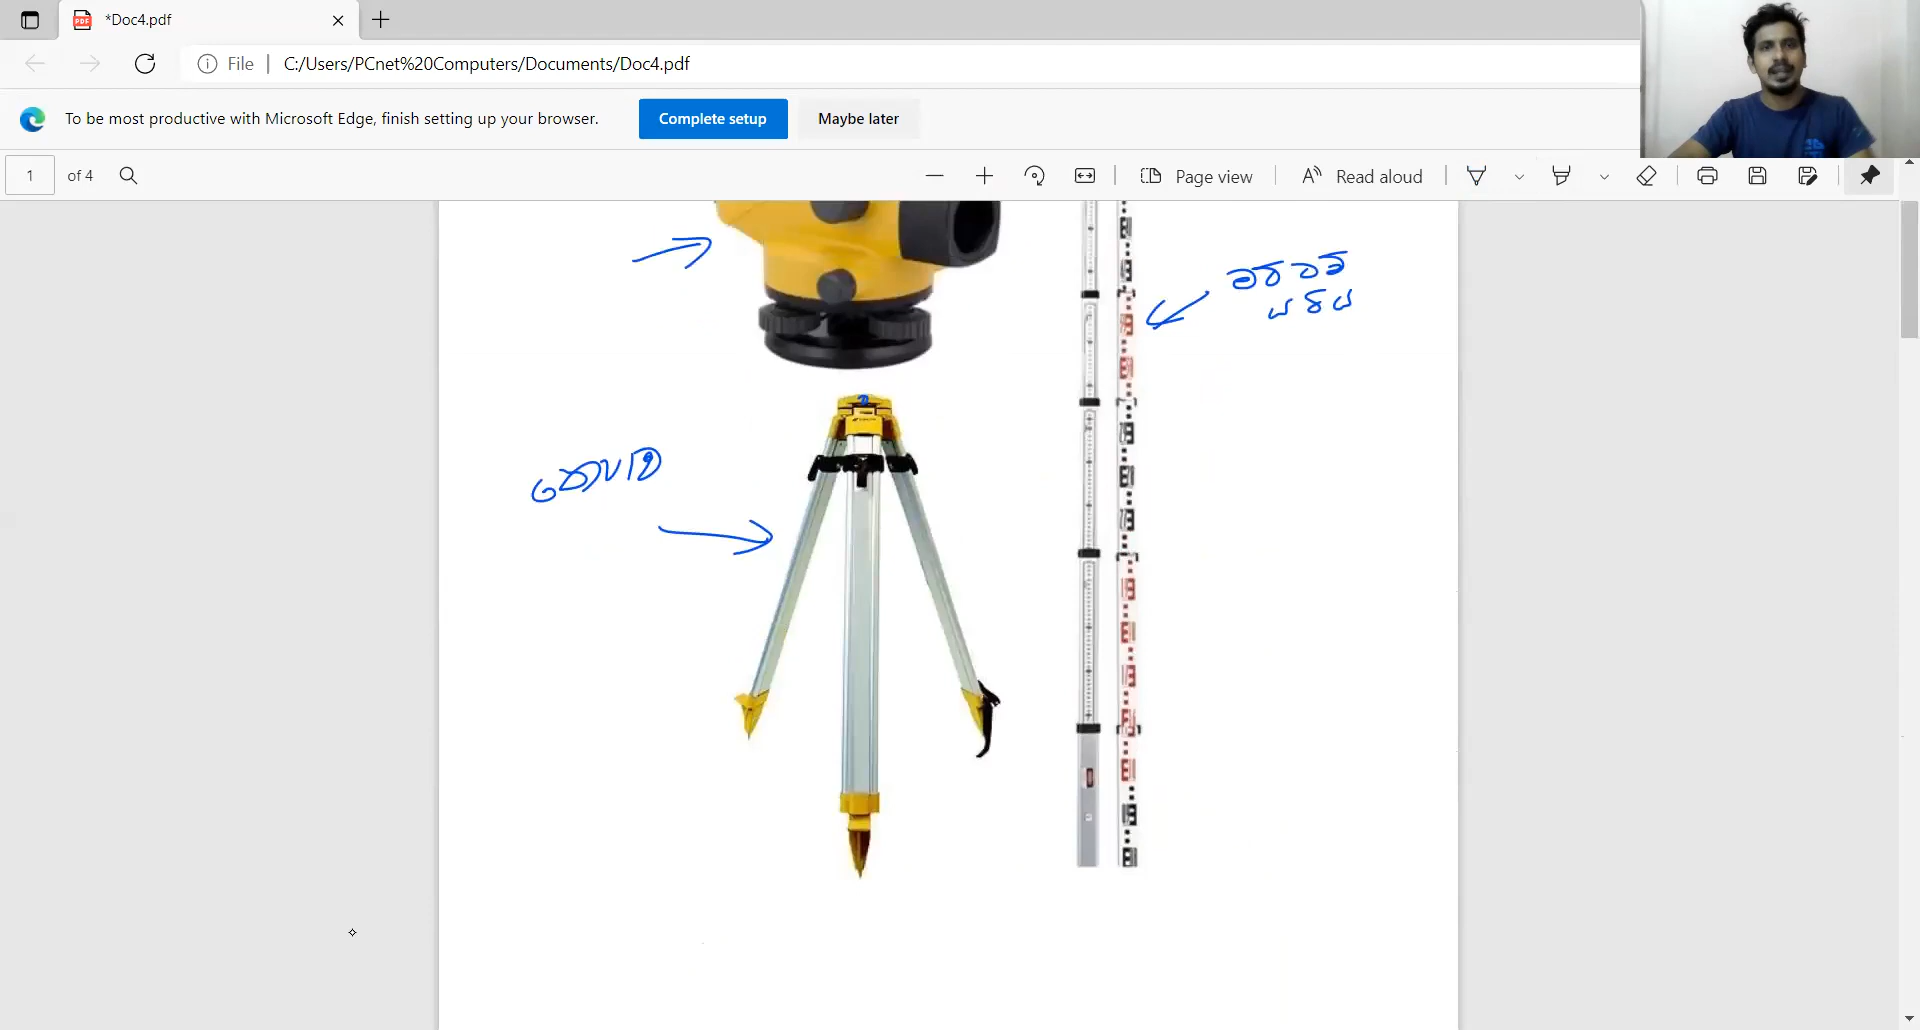 *Doc4.pdf
File C:/Users/PCnet%20Computers/Documents/Doc4.pdf
To be most productive with Microsoft Edge, finish setting up your browser. Complete setup Maybe later
1 of 4 Page view Read aloud